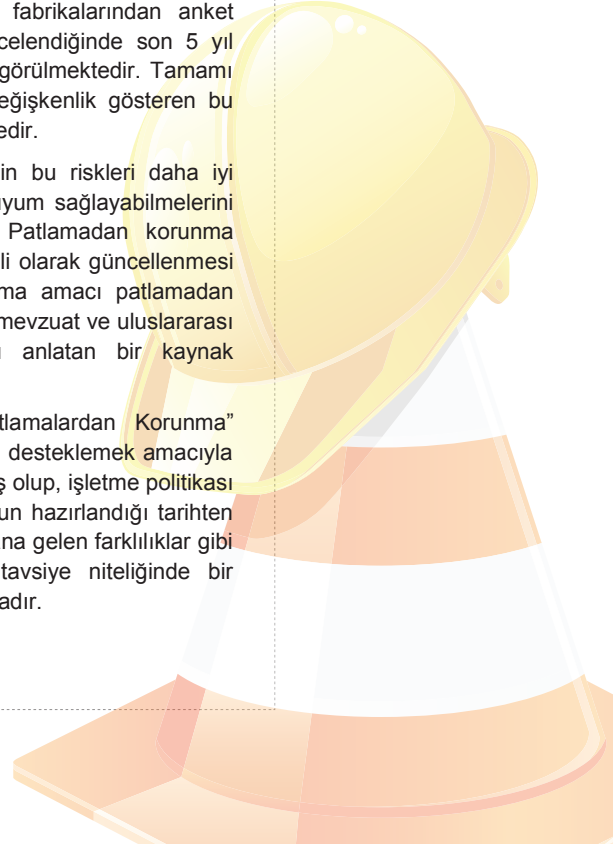 fabrikalarından anket
celendiğinde son 5 yıl
görülmektedir. Tamamı
eğişkenlik gösteren bu
edir.
in bu riskleri daha iyi
uyum sağlayabilmelerini
Patlamadan korunma
li olarak güncellenmesi
ma amacı patlamadan
mevzuat ve uluslararası
anlatan bir kaynak
tlamalardan Korunma”
desteklemek amacıyla
ş olup, işletme politikası
un hazırlandığı tarihten
na gelen farklılıklar gibi
tavsiye niteliğinde bir
adır.